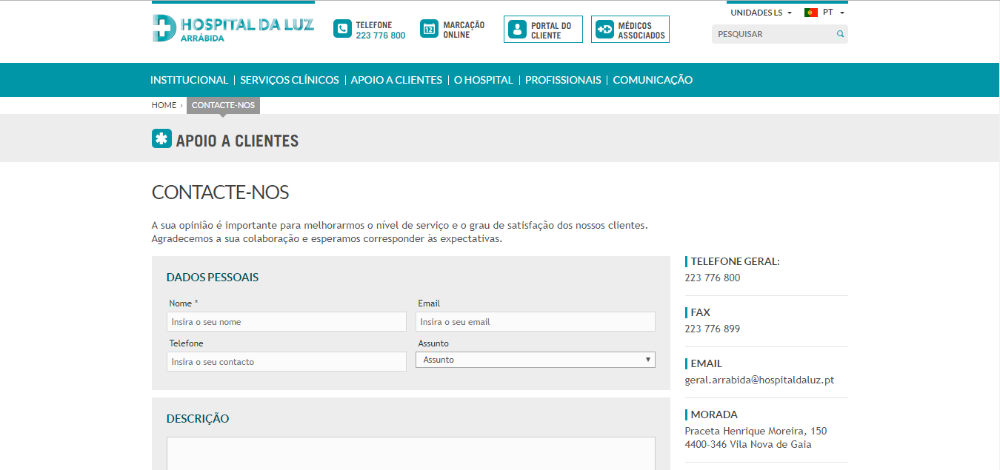 HOSPITAL DA LUZ
ARRÁBIDA
TELEFONE
223 776 800
MARCAÇÃO
ONLINE
12
PORTAL DO
CLIENTE
MÉDICOS
ASSOCIADOS
UNIDADES LS
PT
PESQUISAR
INSTITUCIONAL | SERVIÇOS CLÍNICOS | APOIO A CLIENTES | O HOSPITAL | PROFISSIONAIS | COMUNICAÇÃO
HOME › CONTACTE-NOS
APOIO A CLIENTES
CONTACTE-NOS
A sua opinião é importante para melhorarmos o nível de serviço e o grau de satisfação dos nossos clientes.
Agradecemos a sua colaboração e esperamos corresponder às expectativas.
DADOS PESSOAIS
Nome *
Insira o seu nome
Email
Insira o seu email
Telefone
Insira o seu contacto
Assunto
Assunto
DESCRIÇÃO
TELEFONE GERAL:
223 776 800
FAX
223 776 899
EMAIL
geral.arrabida@hospitaldaluz.pt
MORADA
Praceta Henrique Moreira, 150
4400-346 Vila Nova de Gaia